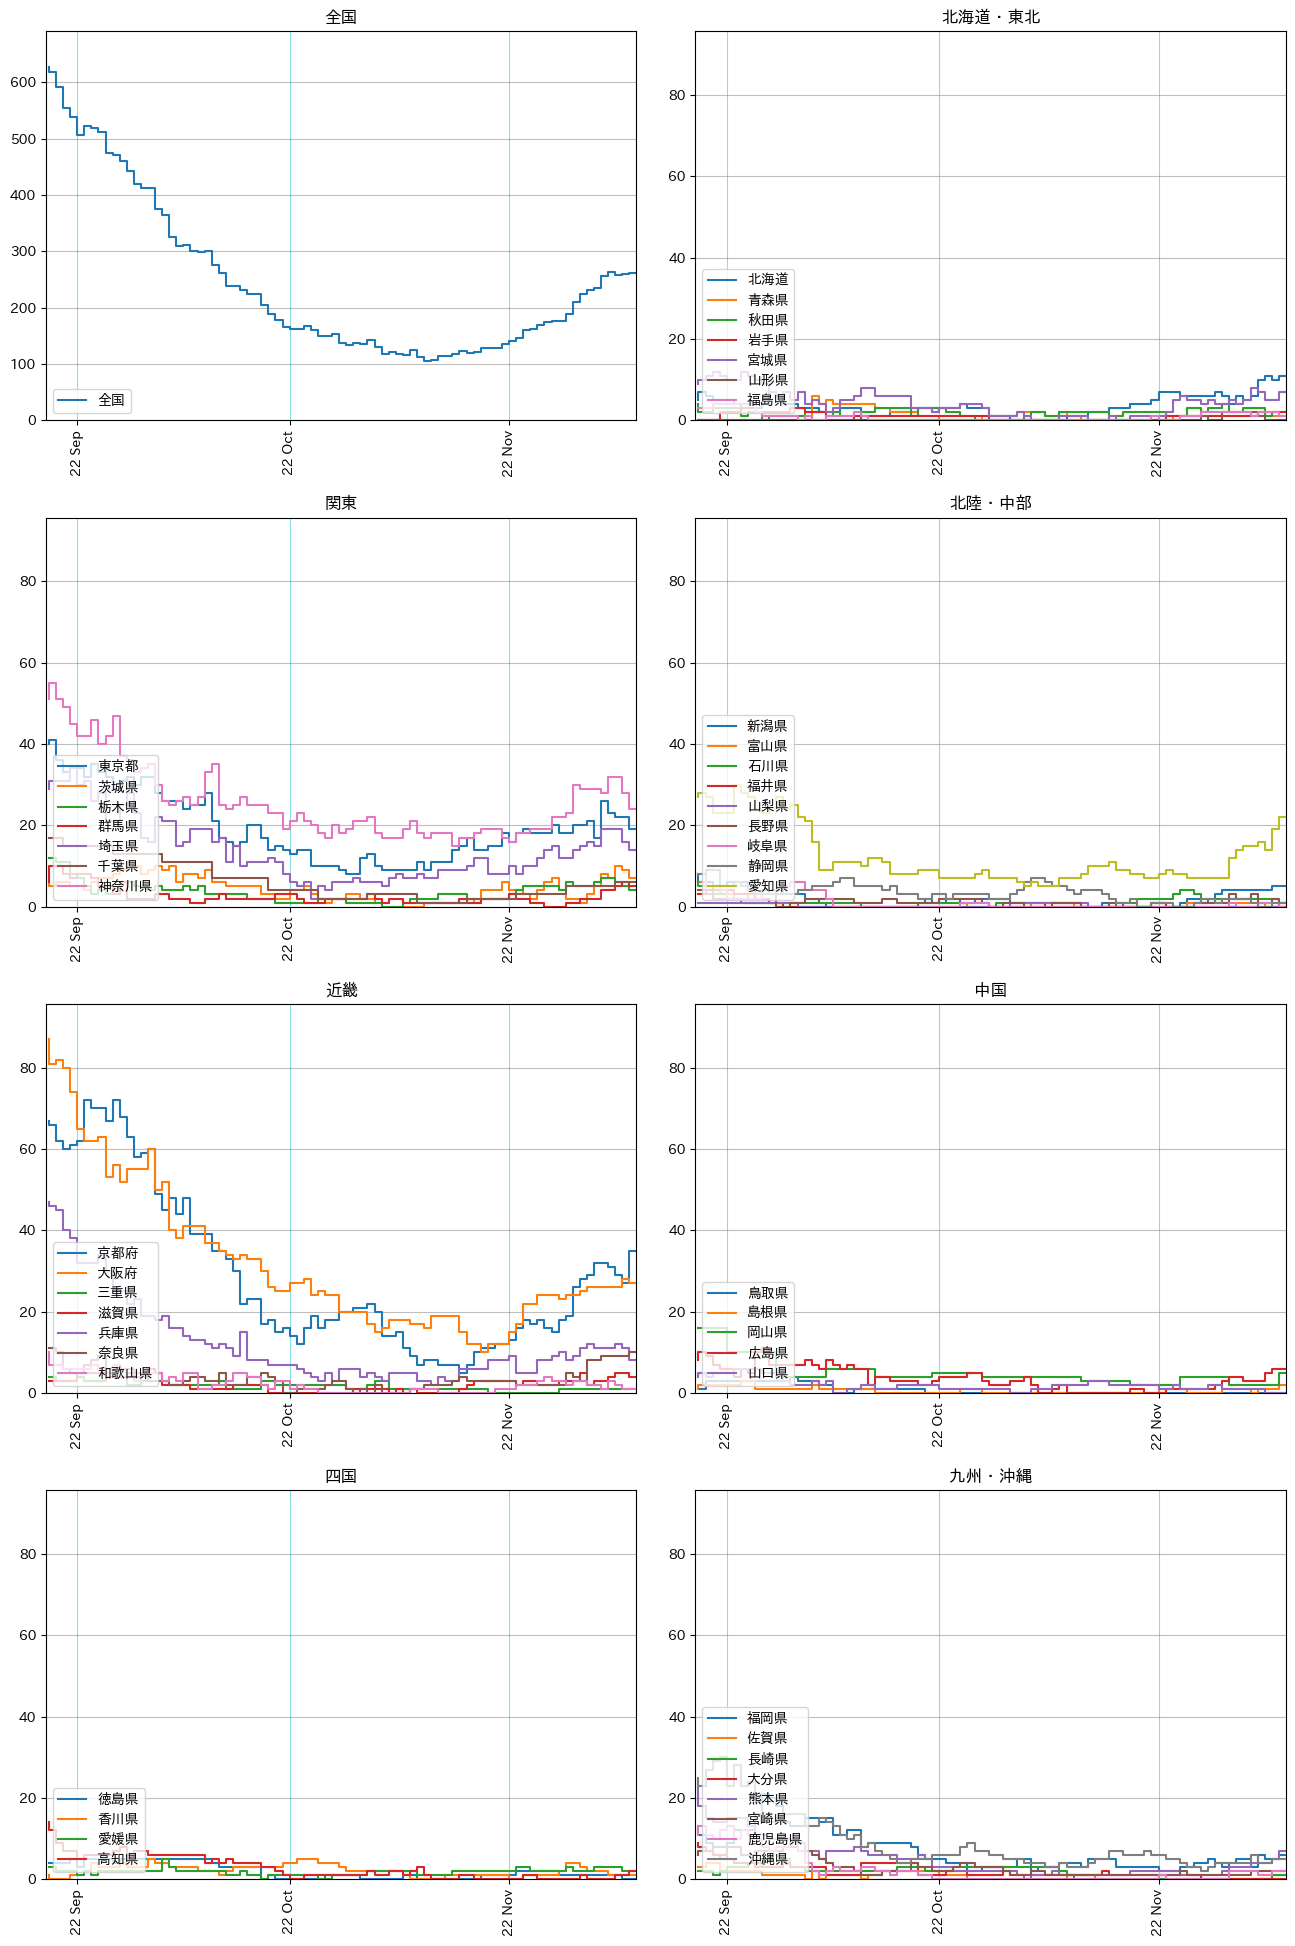 全国
600
500
400
300
200
100
0
全国
22 Sep
22 Oct
22 Nov
北海道・東北
80
60
40
20
0
北海道
青森県
秋田県
岩手県
宮城県
山形県
福島県
22 Sep
22 Oct
22 Nov
関東
80
60
40
20
0
東京都
茨城県
栃木県
群馬県
埼玉県
千葉県
神奈川県
22 Sep
22 Oct
22 Nov
北陸・中部
80
60
40
20
0
新潟県
富山県
石川県
福井県
山梨県
長野県
岐阜県
静岡県
愛知県
22 Sep
22 Oct
22 Nov
近畿
80
60
40
20
0
京都府
大阪府
三重県
滋賀県
兵庫県
奈良県
和歌山県
22 Sep
22 Oct
22 Nov
中国
80
60
40
20
0
鳥取県
島根県
岡山県
広島県
山口県
22 Sep
22 Oct
22 Nov
四国
80
60
40
20
0
徳島県
香川県
愛媛県
高知県
22 Sep
22 Oct
22 Nov
九州・沖縄
80
60
40
20
0
福岡県
佐賀県
長崎県
大分県
熊本県
宮崎県
鹿児島県
沖縄県
22 Sep
22 Oct
22 Nov